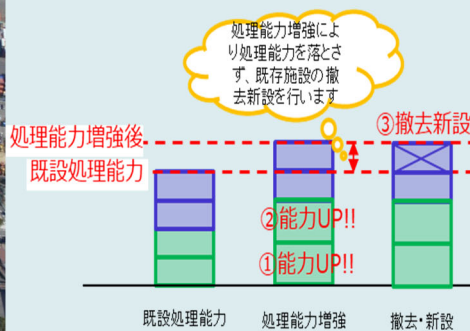 処理能力増強によ
り処理能力を落とさ
ず、既存施設の撤
去新設を行います
③撤去新設
処理能力増強後
既設処理能力
②能力UP!!
①能力UP!!
既設処理能力
処理能力増強
撤去・新設